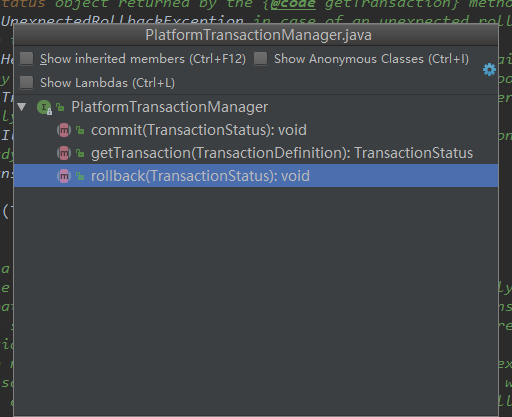 tatus object returned by the {@code getTransaction} metho
UnexpectedRollbackException in case of an unexpected roll
PlatformTransactionManager.java
Show inherited members (Ctrl+F12) Show Anonymous Classes (Ctrl+I)
Show Lambdas (Ctrl+L)
PlatformTransactionManager
commit(TransactionStatus): void
getTransaction(TransactionDefinition): TransactionStatus
rollback(TransactionStatus): void